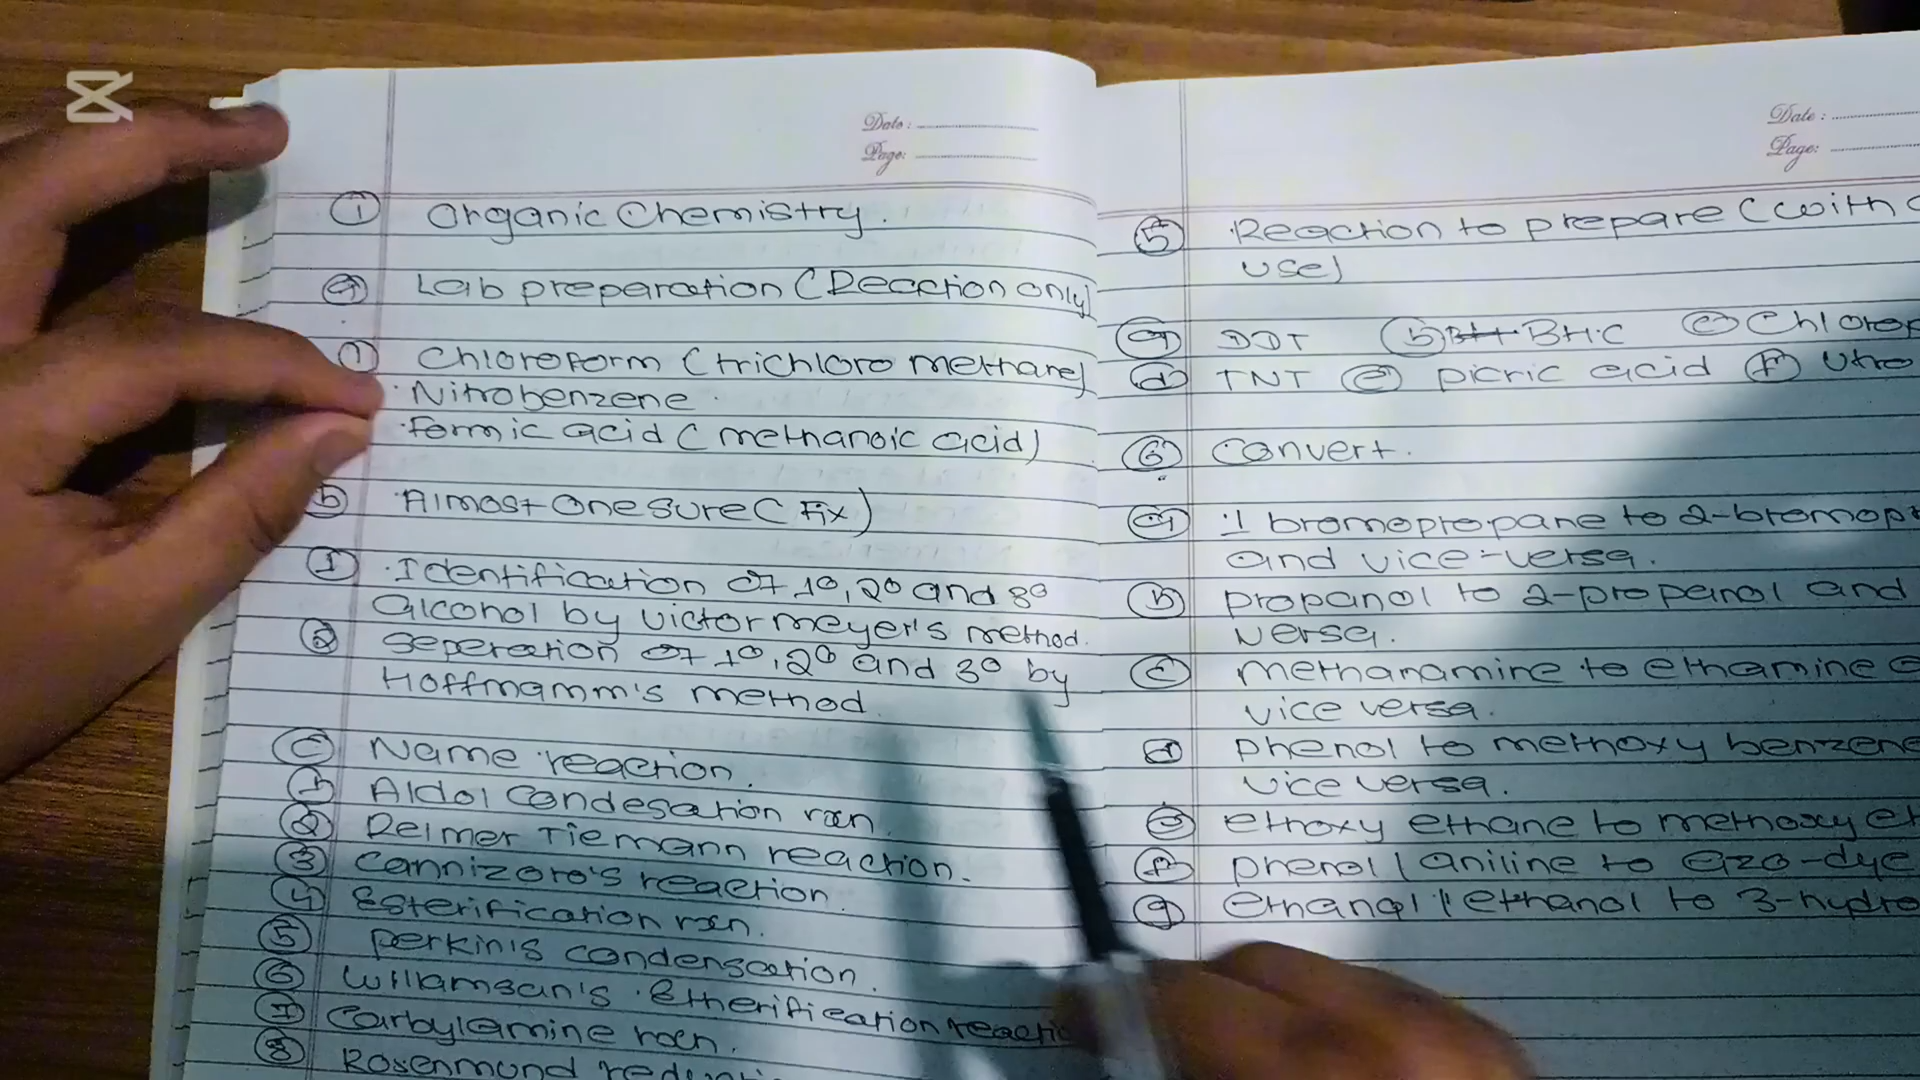 Date:
Page:
① Organic Chemistry.
ⓐ Lab preparation (Reaction only)
① Chloroform (trichloro methane)
Nitrobenzene
formic acid (methanoic acid)
ⓑ Almost one sure (Fix)
① Identification of 1°, 2° and 3°
alcohol by victor meyer's method.
② Seperation of 1°, 2° and 3° by
Hoffmamm's method.
ⓒ Name reaction.
① Aldol Condesation rxn.
② Reimer Tiemann reaction.
③ Cannizoro's reaction.
④ Esterification rxn.
⑤ perkin's condensation.
⑥ Williamsan's Etherification
⑦ Carbylamine rxn.
⑧ Rosenmund
Date:
Page:
⑤ Reaction to prepare (with
use)
ⓐ DDT ⓑ BHC ⓒ
ⓓ TNT ⓔ picric acid ⓕ
⑥ Convert.
ⓐ 1 bromopropane to
and vice-versa.
ⓑ propanol to 2-propanol and
versa.
ⓒ methanamine to ethamine
vice versa.
ⓓ phenol to methoxy benzene
vice versa.
ⓔ ethoxy ethane to methoxy
ⓕ phenol / aniline to azo-dye
ⓖ ethanal / ethanol to